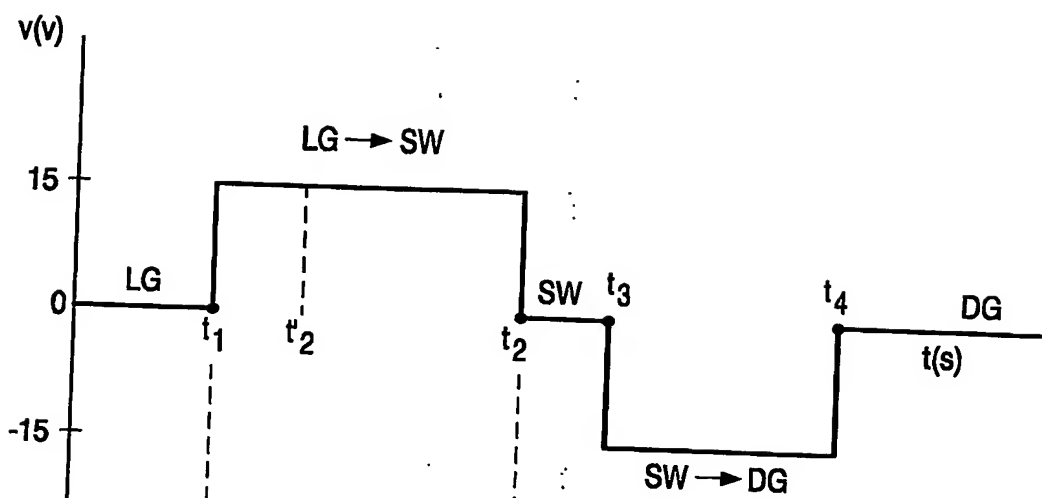 v(v)
LG → SW
15
LG
SW
t3
t4
DG
0
t1
t'2
t2
t(s)
-15
SW → DG